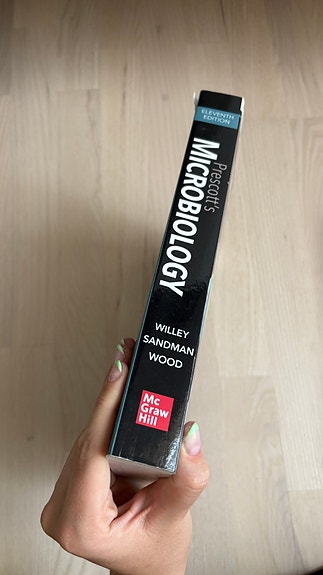 ELEVENTH
EDITION
Prescott's
MICROBIOLOGY
WILLEY
SANDMAN
WOOD
Mc
Graw
Hill